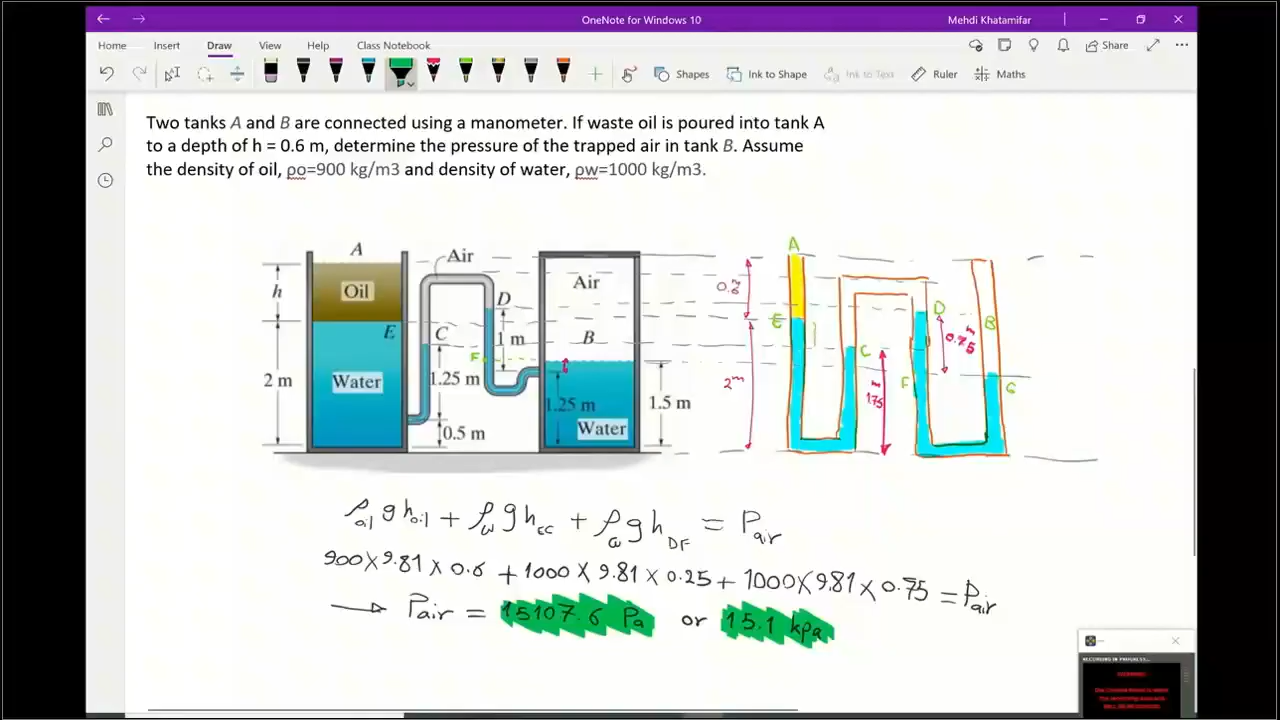 OneNote for Windows 10
Mehdi Khatamifar
Home Insert Draw View Help Class Notebook
Share
Shapes Ink to Shape Ink to Text Ruler Maths
Two tanks A and B are connected using a manometer. If waste oil is poured into tank A
to a depth of h = 0.6 m, determine the pressure of the trapped air in tank B. Assume
the density of oil, ρo=900 kg/m3 and density of water, ρw=1000 kg/m3.
A
Air
Oil
h
E
Water
2 m
C
D
F
1 m
1.25 m
0.5 m
Air
B
1.25 m
Water
1.5 m
A
E
2m
C
1.75 m
D
0.75 m
B
F
G
ρoil g hoil + ρw g hEC + ρw g hDF = Pair
900×9.81×0.6 + 1000×9.81×0.25 + 1000×9.81×0.75 = Pair
→ Pair = 15107.6 Pa or 15.1 kPa
RECORDING IN PROGRESS...